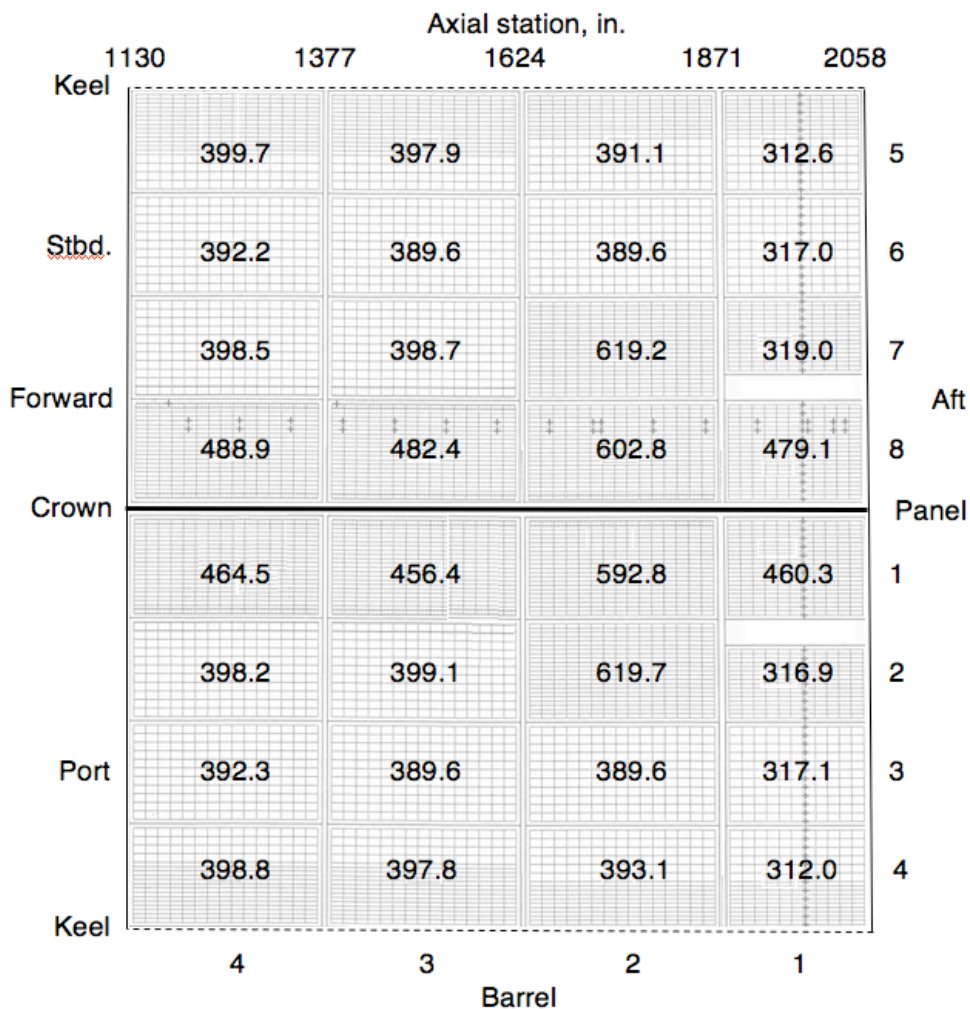 Axial station, in.
1130 1377 1624 1871 2058
Keel
399.7 397.9 391.1 312.6 5
Stbd. 392.2 389.6 389.6 317.0 6
398.5 398.7 619.2 319.0 7
Forward Aft
488.9 482.4 602.8 479.1 8
Crown Panel
464.5 456.4 592.8 460.3 1
398.2 399.1 619.7 316.9 2
Port 392.3 389.6 389.6 317.1 3
398.8 397.8 393.1 312.0 4
Keel
4 3 2 1
Barrel